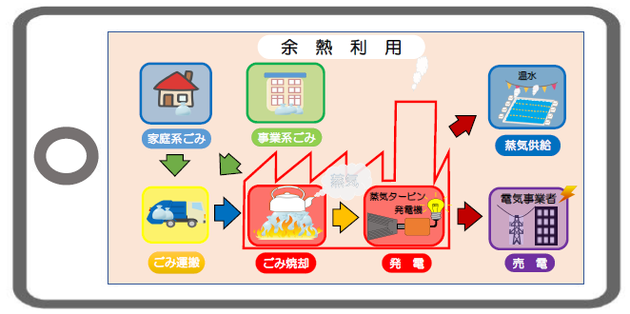 余熱利用
温水
家庭系ごみ
事業系ごみ
蒸気供給
蒸気
蒸気タービン
発電機
電気事業者
ごみ運搬
ごみ焼却
発電
売電